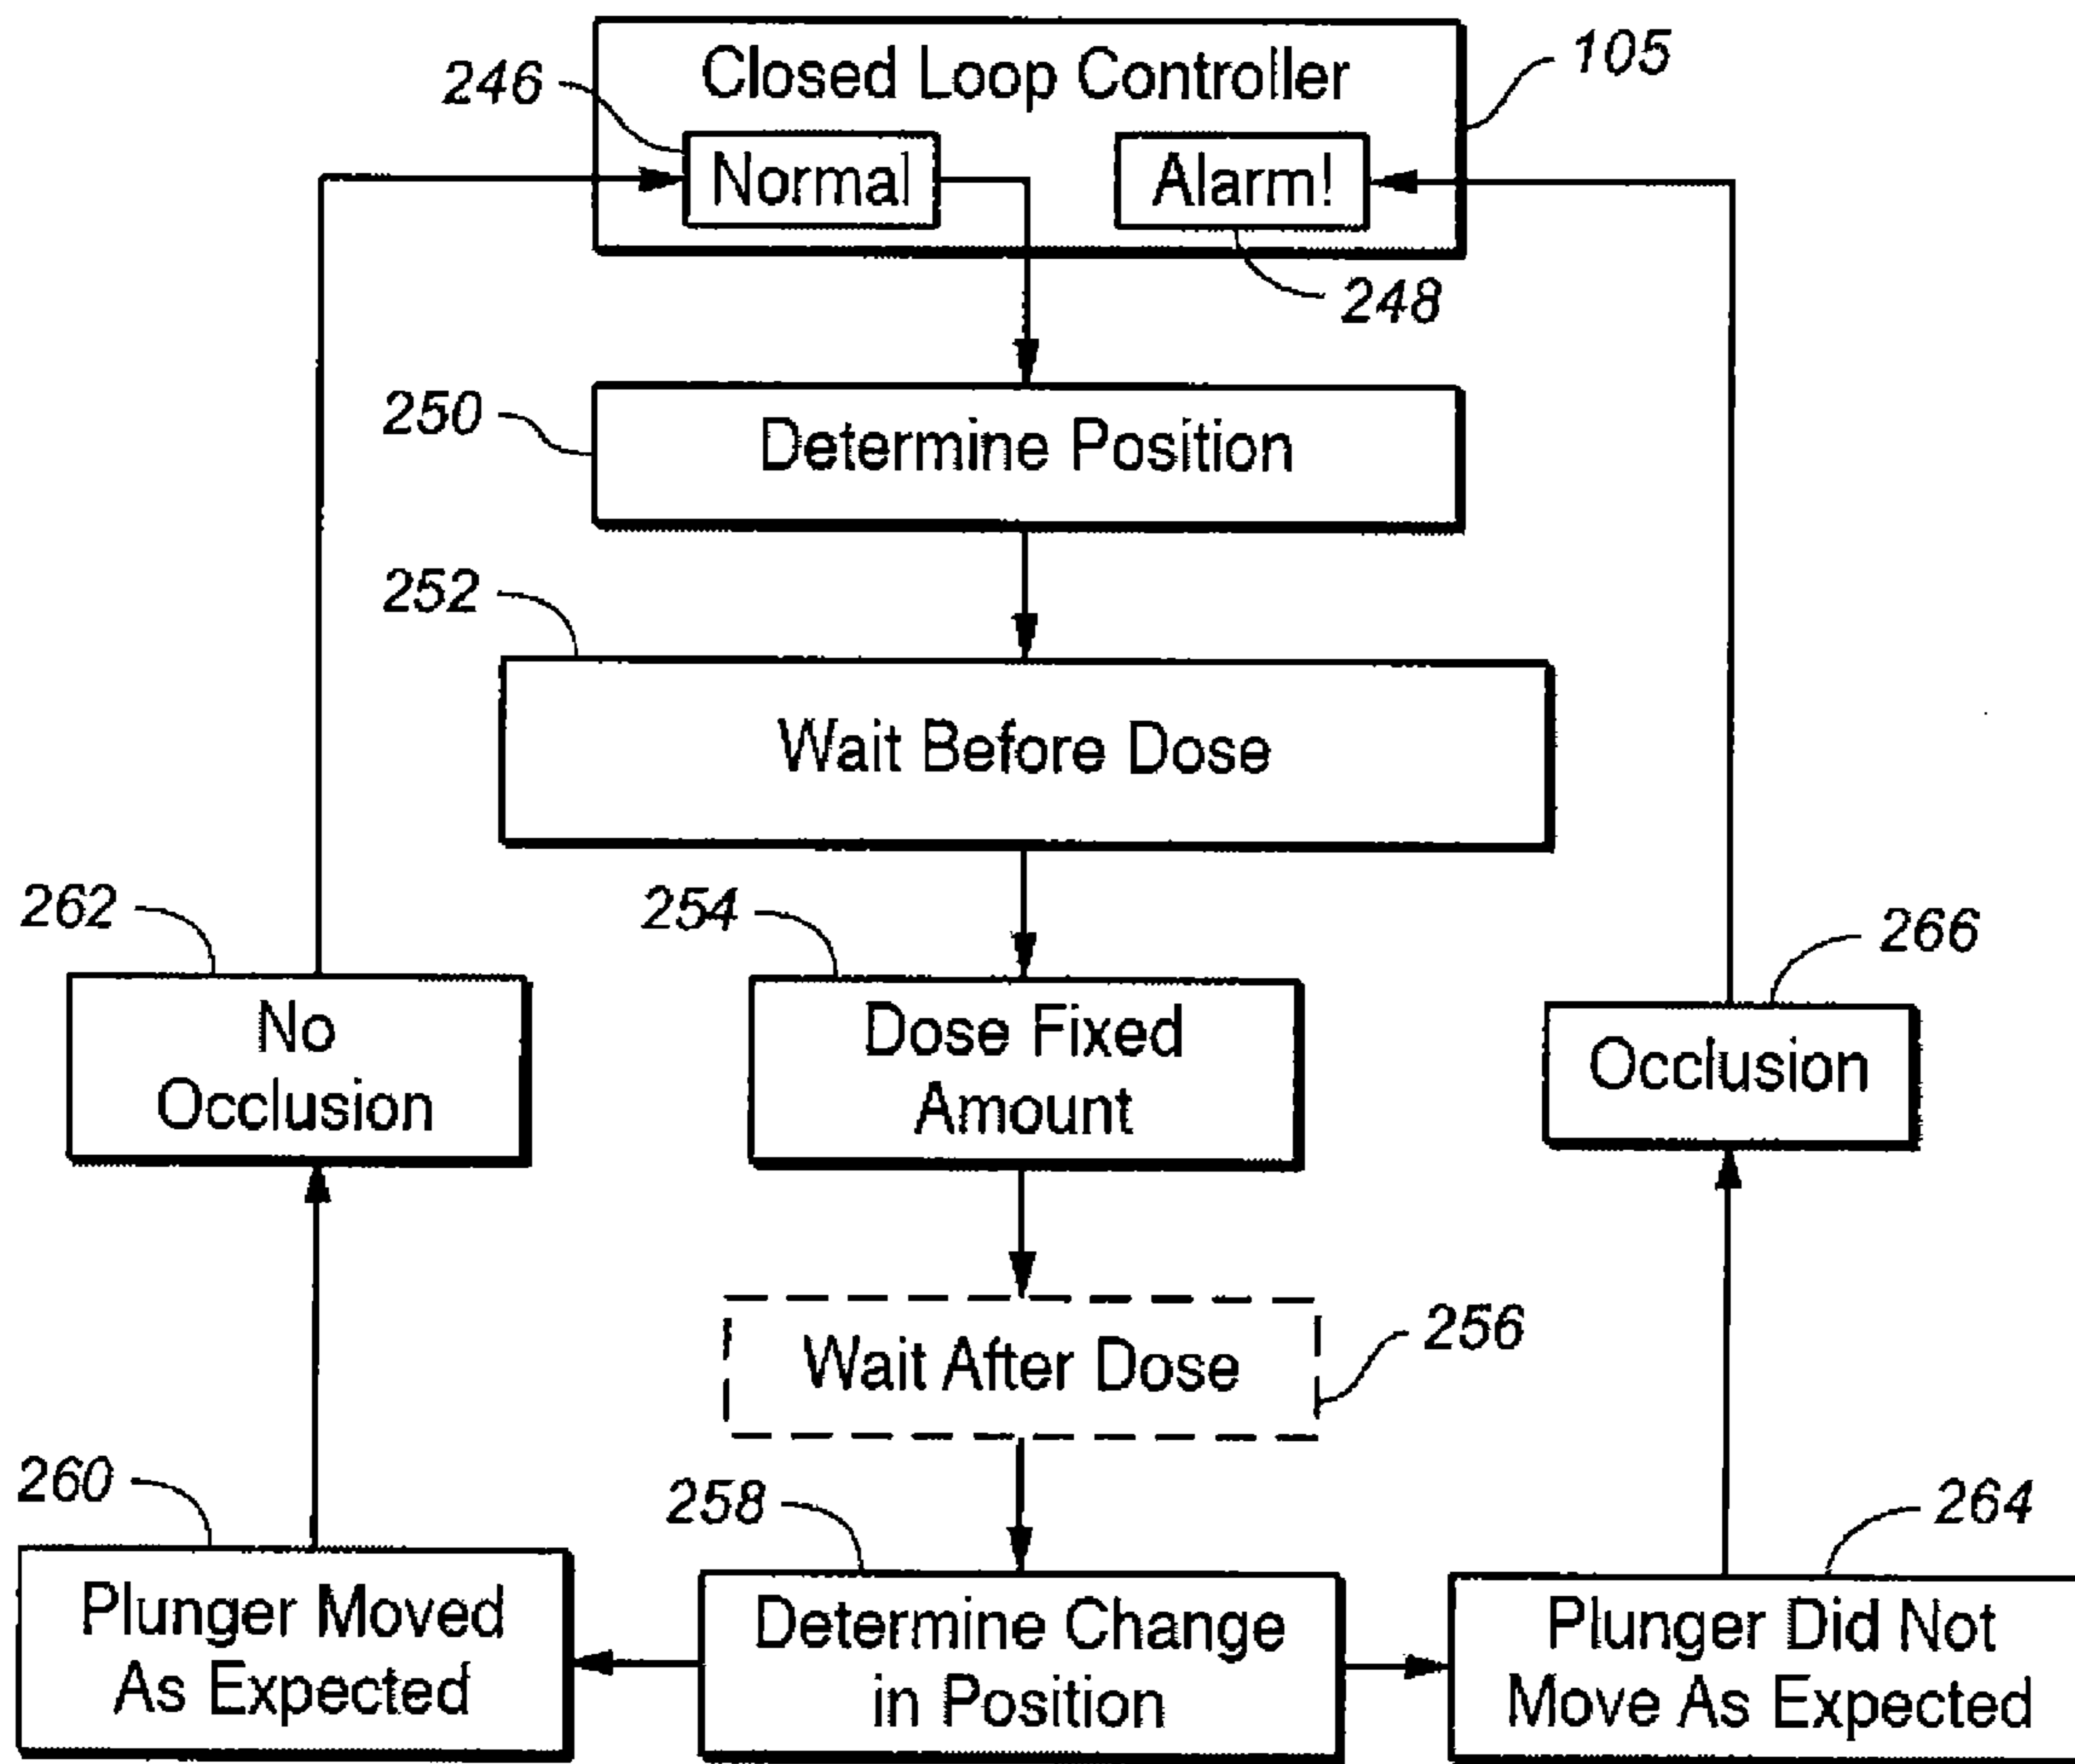 Closed Loop Controller
105
246
Normal
Alarm!
248
250
Determine Position
252
Wait Before Dose
262
254
266
No
Occlusion
Dose Fixed
Amount
Occlusion
Wait After Dose
256
260
258
264
Plunger Moved
As Expected
Determine Change
in Position
Plunger Did Not
Move As Expected